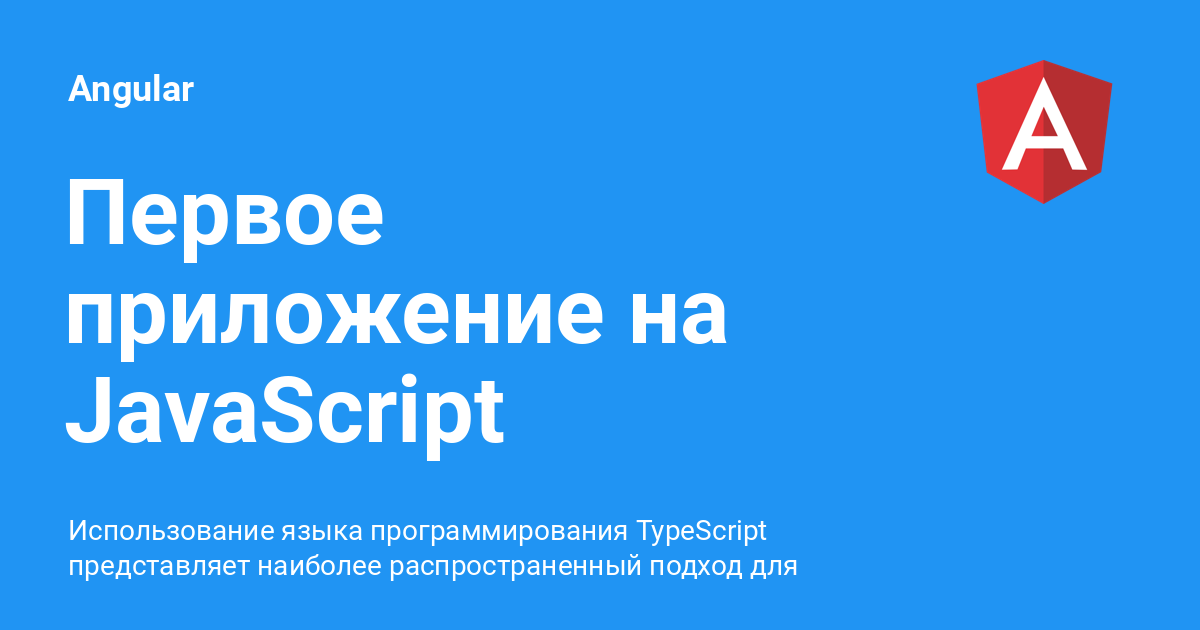 Angular
Первое
приложение на
JavaScript
Использование языка программирования TypeScript
представляет наиболее распространенный подход для